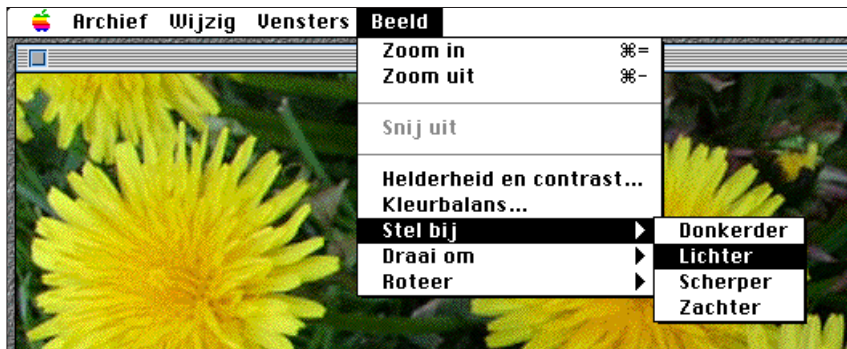 Archief Wijzig Vensters Beeld
Zoom in ⌘=
Zoom uit ⌘-
Snij uit
Helderheid en contrast...
Kleurbalans...
Stel bij
Draai om
Roteer
Donkerder
Lichter
Scherper
Zachter